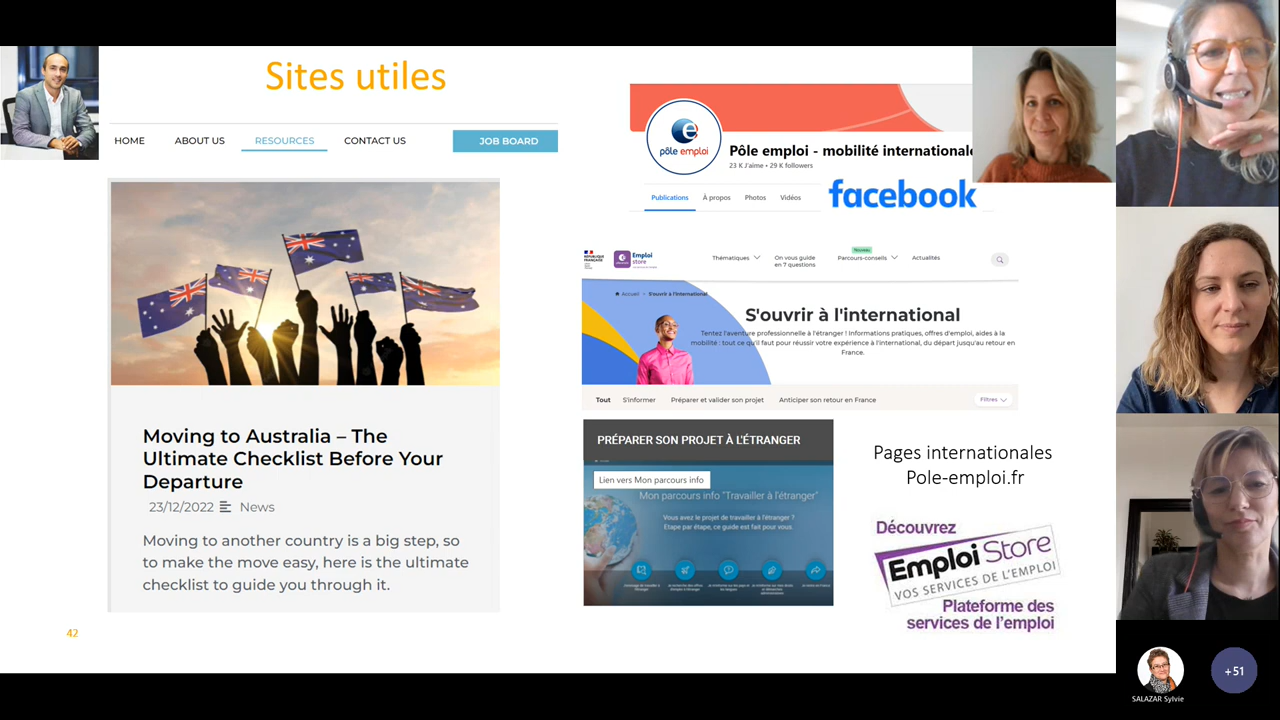 Sites utiles
HOME
ABOUT US
RESOURCES
CONTACT US
JOB BOARD
Moving to Australia – The
Ultimate Checklist Before Your
Departure
23/12/2022
News
Moving to another country is a big step, so
to make the move easy, here is the ultimate
checklist to guide you through it.
42
pôle emploi
Pôle emploi - mobilité internationale
23 K J'aime • 29 K followers
Publications
À propos
Photos
Vidéos
facebook
RÉPUBLIQUE
FRANÇAISE
Emploi
store
Thématiques
On vous guide
en 7 questions
Nouveau
Parcours-conseils
Actualités
Accueil > S'ouvrir à l'international
S'ouvrir à l'international
Tentez l'aventure professionnelle à l'étranger ! Informations pratiques, offres d'emploi, aides à la
mobilité : tout ce qu'il faut pour réussir votre expérience à l'international, du départ jusqu'au retour en
France.
Tout
S'informer
Préparer et valider son projet
Anticiper son retour en France
Filtres
PRÉPARER SON PROJET À L'ÉTRANGER
Lien vers Mon parcours info
Mon parcours info "Travailler à l'étranger"
Vous avez le projet de travailler à l'étranger ?
Etape par étape, ce guide est fait pour vous.
Pages internationales
Pole-emploi.fr
Découvrez
Emploi Store
VOS SERVICES DE L'EMPLOI
Plateforme des
services de l'emploi
SALAZAR Sylvie
+51